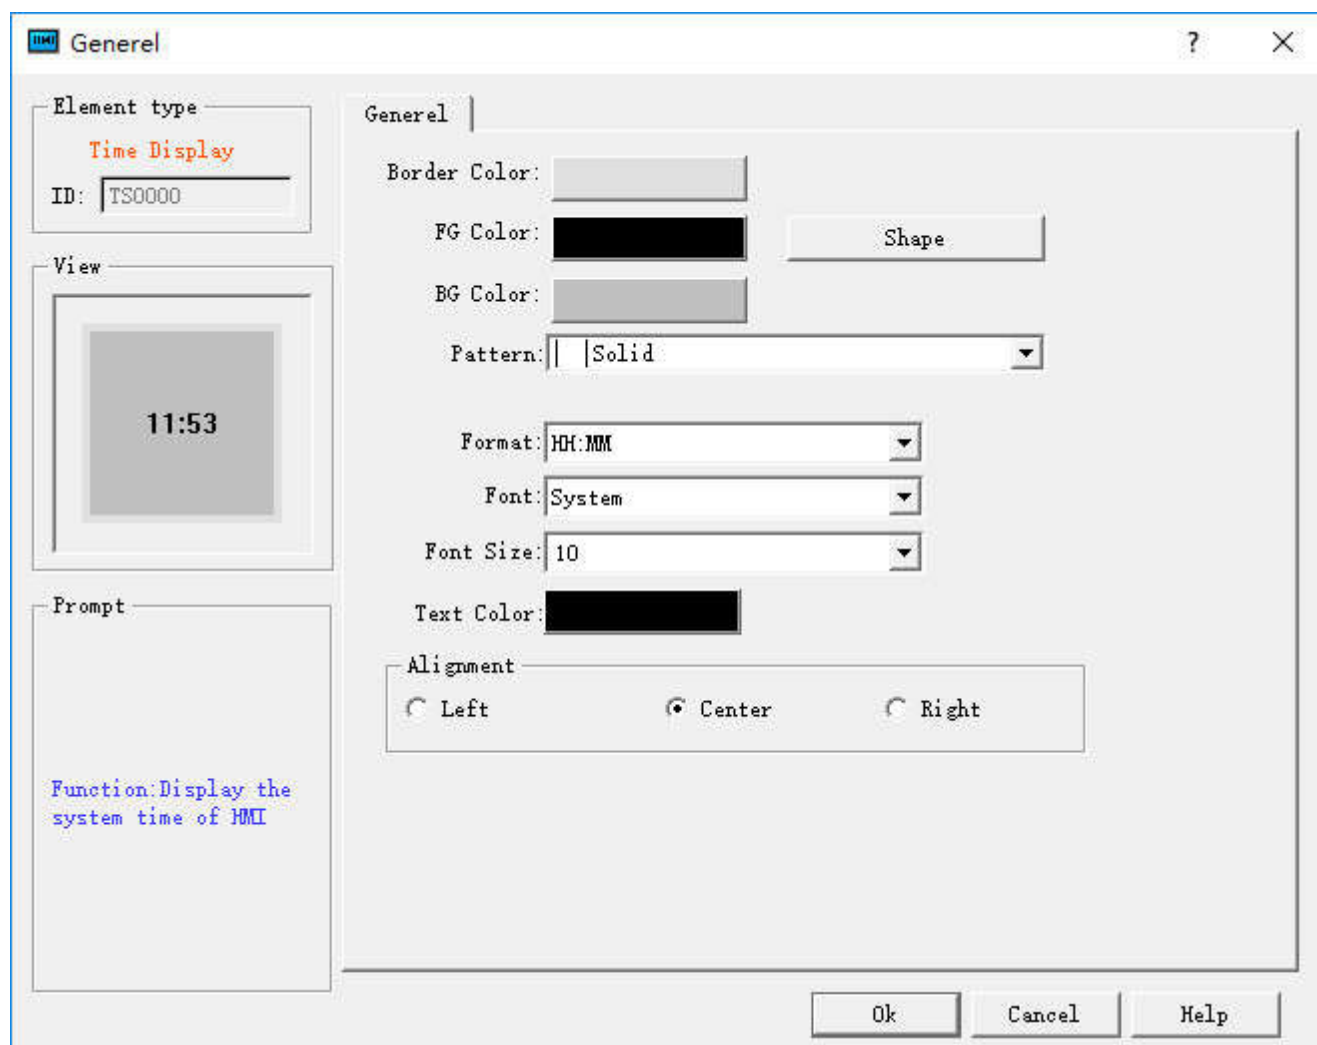 Generel
Element type
Time Display
ID: TS0000
View
11:53
Prompt
Function:Display the
system time of HMI
Generel
Border Color:
FG Color:
Shape
BG Color:
Pattern: Solid
Format: HH:MM
Font: System
Font Size: 10
Text Color:
Alignment
Left Center Right
Ok Cancel Help